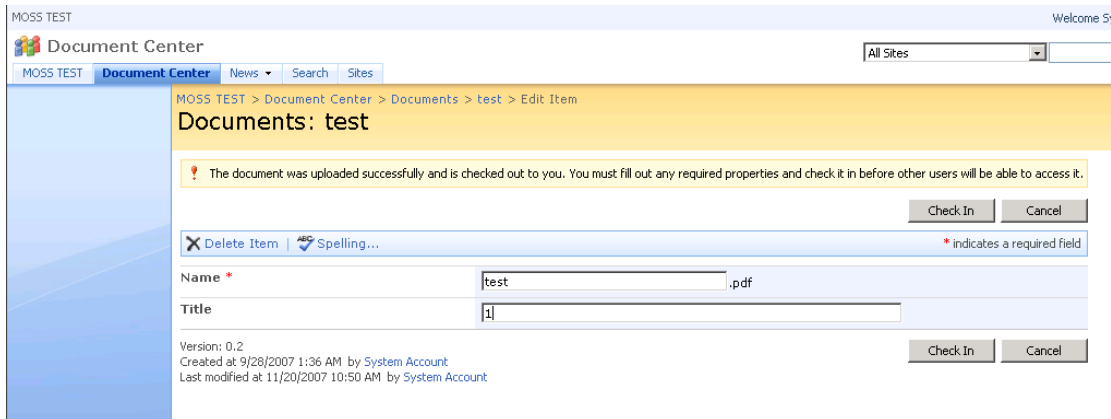 MOSS TEST
Welcome Sy
Document Center
All Sites
MOSS TEST Document Center News Search Sites
MOSS TEST > Document Center > Documents > test > Edit Item
Documents: test
The document was uploaded successfully and is checked out to you. You must fill out any required properties and check it in before other users will be able to access it.
Check In Cancel
Delete Item | ABC Spelling... * indicates a required field
Name * test .pdf
Title 1
Version: 0.2
Created at 9/28/2007 1:36 AM by System Account
Last modified at 11/20/2007 10:50 AM by System Account
Check In Cancel